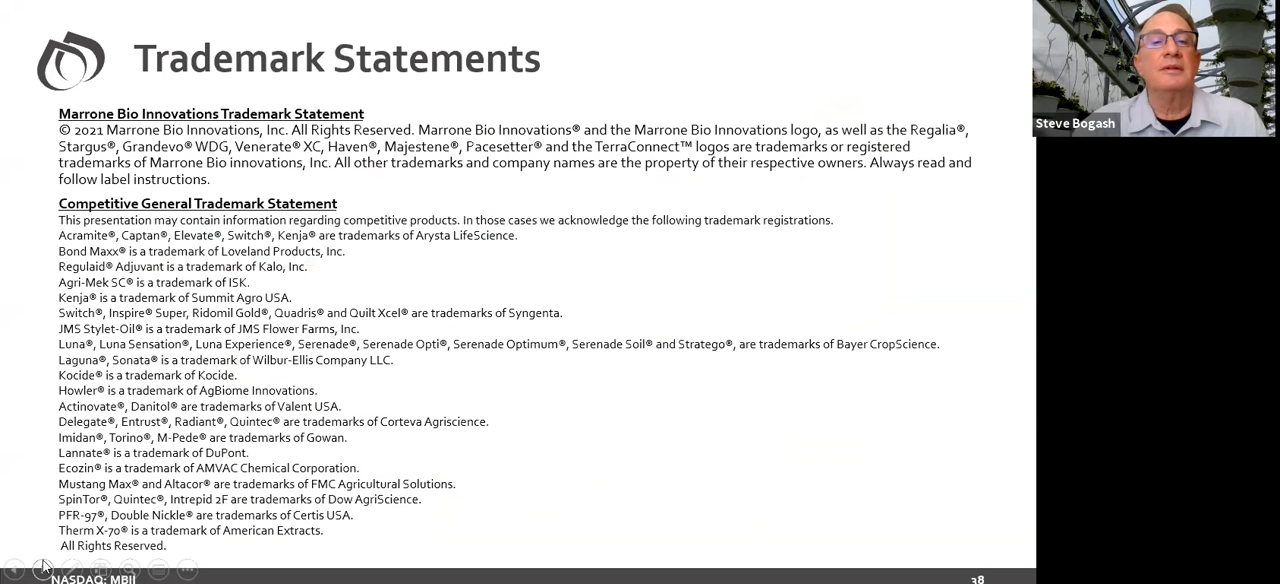 Trademark Statements
Marrone Bio Innovations Trademark Statement
© 2021 Marrone Bio Innovations, Inc. All Rights Reserved. Marrone Bio Innovations® and the Marrone Bio Innovations logo, as well as the Regalia®,
Stargus®, Grandevo® WDG, Venerate® XC, Haven®, Majestene®, Pacesetter® and the TerraConnect™ logos are trademarks or registered
trademarks of Marrone Bio innovations, Inc. All other trademarks and company names are the property of their respective owners. Always read and
follow label instructions.
Competitive General Trademark Statement
This presentation may contain information regarding competitive products. In those cases we acknowledge the following trademark registrations.
Acramite®, Captan®, Elevate®, Switch®, Kenja® are trademarks of Arysta LifeScience.
Bond Maxx® is a trademark of Loveland Products, Inc.
Regulaid® Adjuvant is a trademark of Kalo, Inc.
Agri-Mek SC® is a trademark of ISK.
Kenja® is a trademark of Summit Agro USA.
Switch®, Inspire® Super, Ridomil Gold®, Quadris® and Quilt Xcel® are trademarks of Syngenta.
JMS Stylet-Oil® is a trademark of JMS Flower Farms, Inc.
Luna®, Luna Sensation®, Luna Experience®, Serenade®, Serenade Opti®, Serenade Optimum®, Serenade Soil® and Stratego®, are trademarks of Bayer CropScience.
Laguna®, Sonata® is a trademark of Wilbur-Ellis Company LLC.
Kocide® is a trademark of Kocide.
Howler® is a trademark of AgBiome Innovations.
Actinovate®, Danitol® are trademarks of Valent USA.
Delegate®, Entrust®, Radiant®, Quintec® are trademarks of Corteva Agriscience.
Imidan®, Torino®, M-Pede® are trademarks of Gowan.
Lannate® is a trademark of DuPont.
Ecozin® is a trademark of AMVAC Chemical Corporation.
Mustang Max® and Altacor® are trademarks of FMC Agricultural Solutions.
SpinTor®, Quintec®, Intrepid 2F are trademarks of Dow AgriScience.
PFR-97®, Double Nickle® are trademarks of Certis USA.
Therm X-70® is a trademark of American Extracts.
All Rights Reserved.
NASDAQ: MBII
38
Steve Bogash